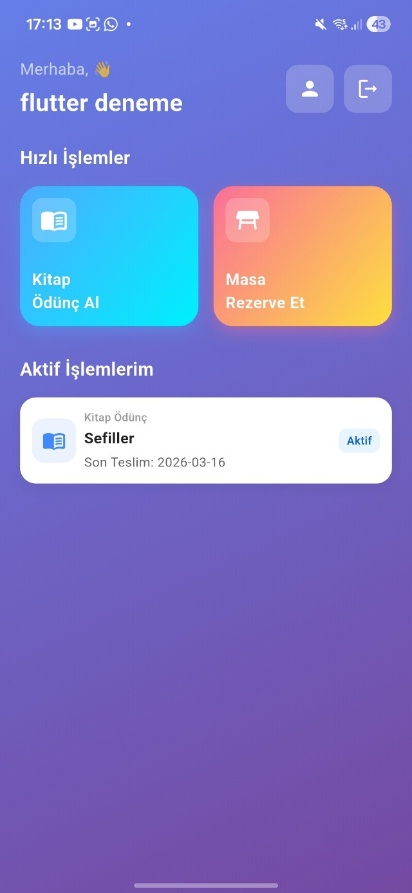 17:13
43
Merhaba, 👋
flutter deneme
Hızlı İşlemler
Kitap
Ödünç Al
Masa
Rezerve Et
Aktif İşlemlerim
Kitap Ödünç
Sefiller
Aktif
Son Teslim: 2026-03-16